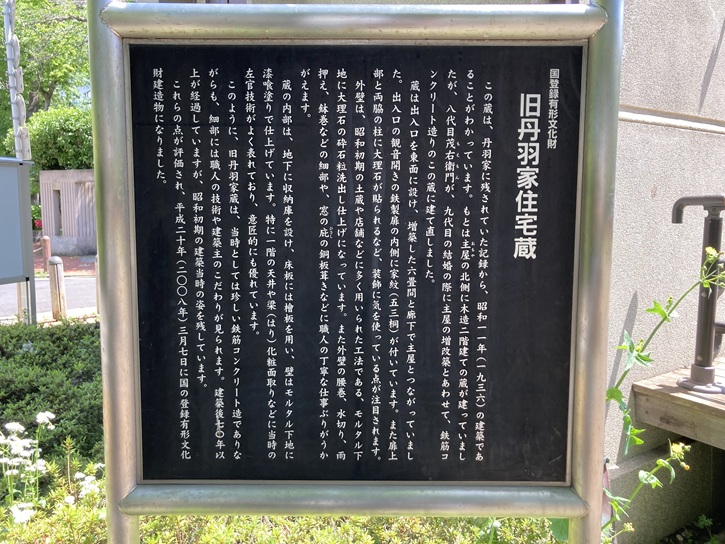 国登録有形文化財
旧丹羽家住宅蔵
この蔵は、丹羽家に残されていた記録から、昭和一一年(一九三六)の建築であ
ることがわかっています。もとは主屋の北側に木造二階建ての蔵が建っていまし
たが、八代目茂右衛門が、九代目の結婚の際に主屋の増改築とあわせて、鉄筋コ
ンクリート造りのこの蔵に建て直しました。
蔵は出入口を東面に設け、増築した六畳間と廊下で主屋とつながっていまし
た。出入口の観音開きの鉄製扉の内側に家紋(五三桐)が付いています。また扉上
部と両脇の柱に大理石が貼られるなど、装飾に気を使っている点が注目されます。
外壁は、昭和初期の土蔵や店舗などに多く用いられた工法である、モルタル下
地に大理石の砕石粒洗出し仕上げになっています。また外壁の腰巻、水切り、雨
押え、鉢巻などの細部や、窓の庇の銅板葺きなどに職人の丁寧な仕事ぶりがうか
がえます。
蔵の内部は、地下に収納庫を設け、床板には檜板を用い、壁はモルタル下地に
漆喰塗りで仕上げています。特に一階の天井や梁(はり)化粧面取りなどに当時の
左官技術がよく表れており、意匠的にも優れています。
このように、旧丹羽家蔵は、当時としては珍しい鉄筋コンクリート造でありな
がらも、細部には職人の技術や建築主のこだわりが見られます。建築後七〇年以
上が経過していますが、昭和初期の建築当時の姿を残しています。
これらの点が評価され、平成二十年(二〇〇八年)三月七日に国の登録有形文化
財建造物になりました。